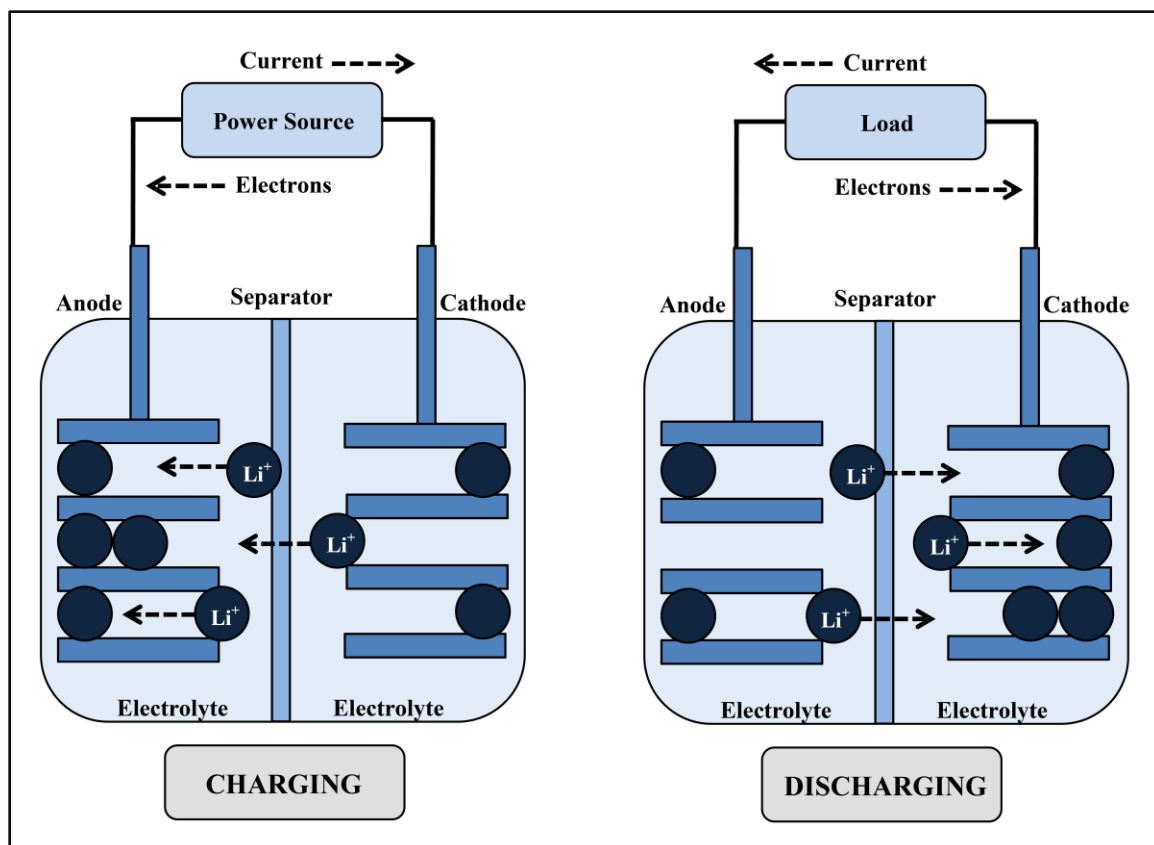 Current
Power Source
Electrons
Anode
Separator
Cathode
Li+
Li+
Li+
Electrolyte
Electrolyte
CHARGING
Current
Load
Electrons
Anode
Separator
Cathode
Li+
Li+
Li+
Electrolyte
Electrolyte
DISCHARGING